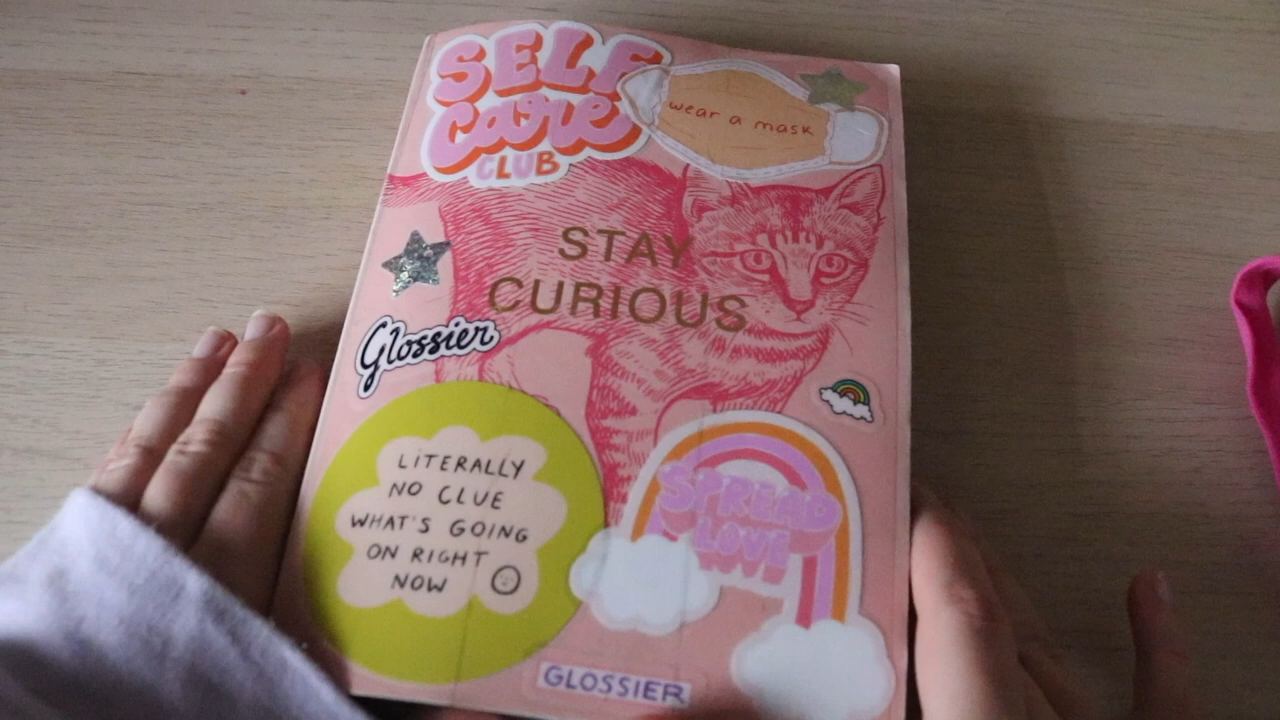 SELF
care
CLUB
wear a mask
STAY
CURIOUS
Glossier
LITERALLY
NO CLUE
WHAT'S GOING
ON RIGHT
NOW
SPREAD
LOVE
GLOSSIER